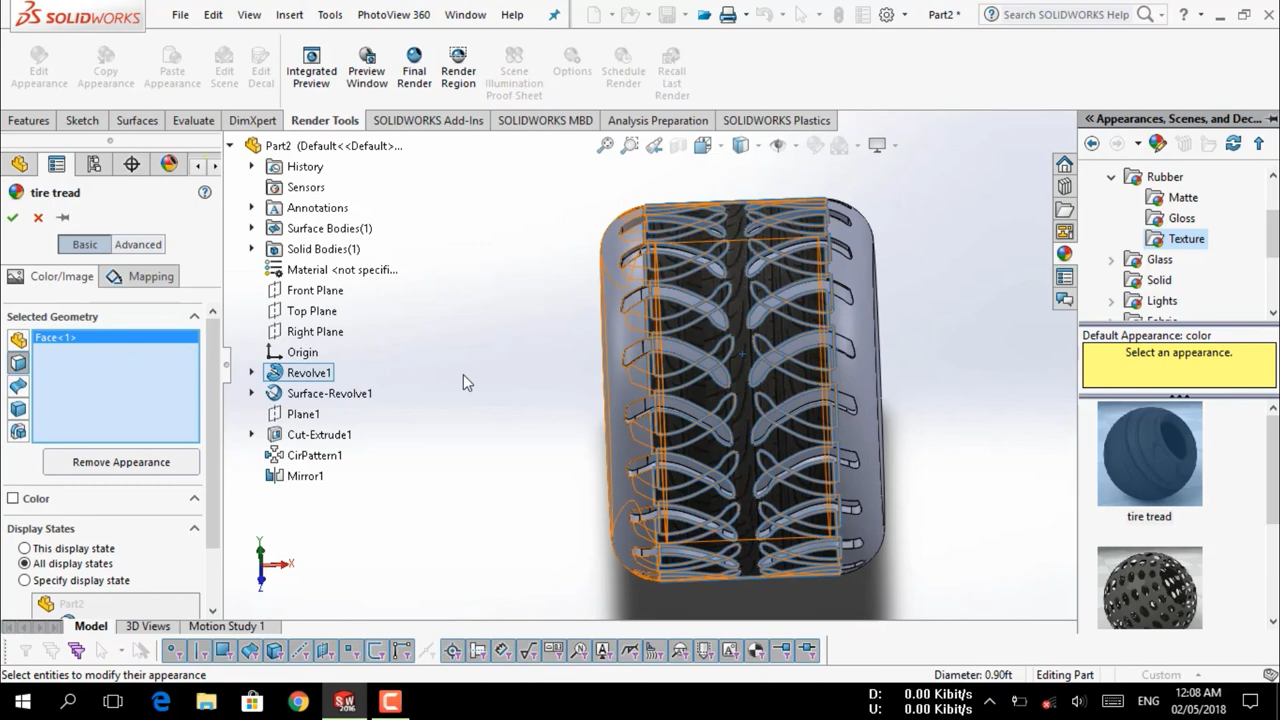 SOLIDWORKS
File Edit View Insert Tools PhotoView 360 Window Help
Part2 *
Search SOLIDWORKS Help
Edit Appearance
Copy Appearance
Paste Appearance
Edit Scene
Edit Decal
Integrated Preview
Preview Window
Final Render
Render Region
Scene Illumination Proof Sheet
Options
Schedule Render
Recall Last Render
Features Sketch Surfaces Evaluate DimXpert Render Tools SOLIDWORKS Add-Ins SOLIDWORKS MBD Analysis Preparation SOLIDWORKS Plastics
Appearances, Scenes, and Dec...
tire tread
Basic Advanced
Color/Image Mapping
Selected Geometry
Face<1>
Remove Appearance
Color
Display States
This display state
All display states
Specify display state
Part2
Part2 (Default<<Default>...
History
Sensors
Annotations
Surface Bodies(1)
Solid Bodies(1)
Material <not specifi...
Front Plane
Top Plane
Right Plane
Origin
Revolve1
Surface-Revolve1
Plane1
Cut-Extrude1
CirPattern1
Mirror1
Y
X
Z
Rubber
Matte
Gloss
Texture
Glass
Solid
Lights
Default Appearance: color
Select an appearance.
tire tread
Model 3D Views Motion Study 1
Select entities to modify their appearance
Diameter: 0.90ft Editing Part Custom
SW
2016
D: 0.00 Kibit/s
U: 0.00 Kibit/s
ENG
12:08 AM
02/05/2018